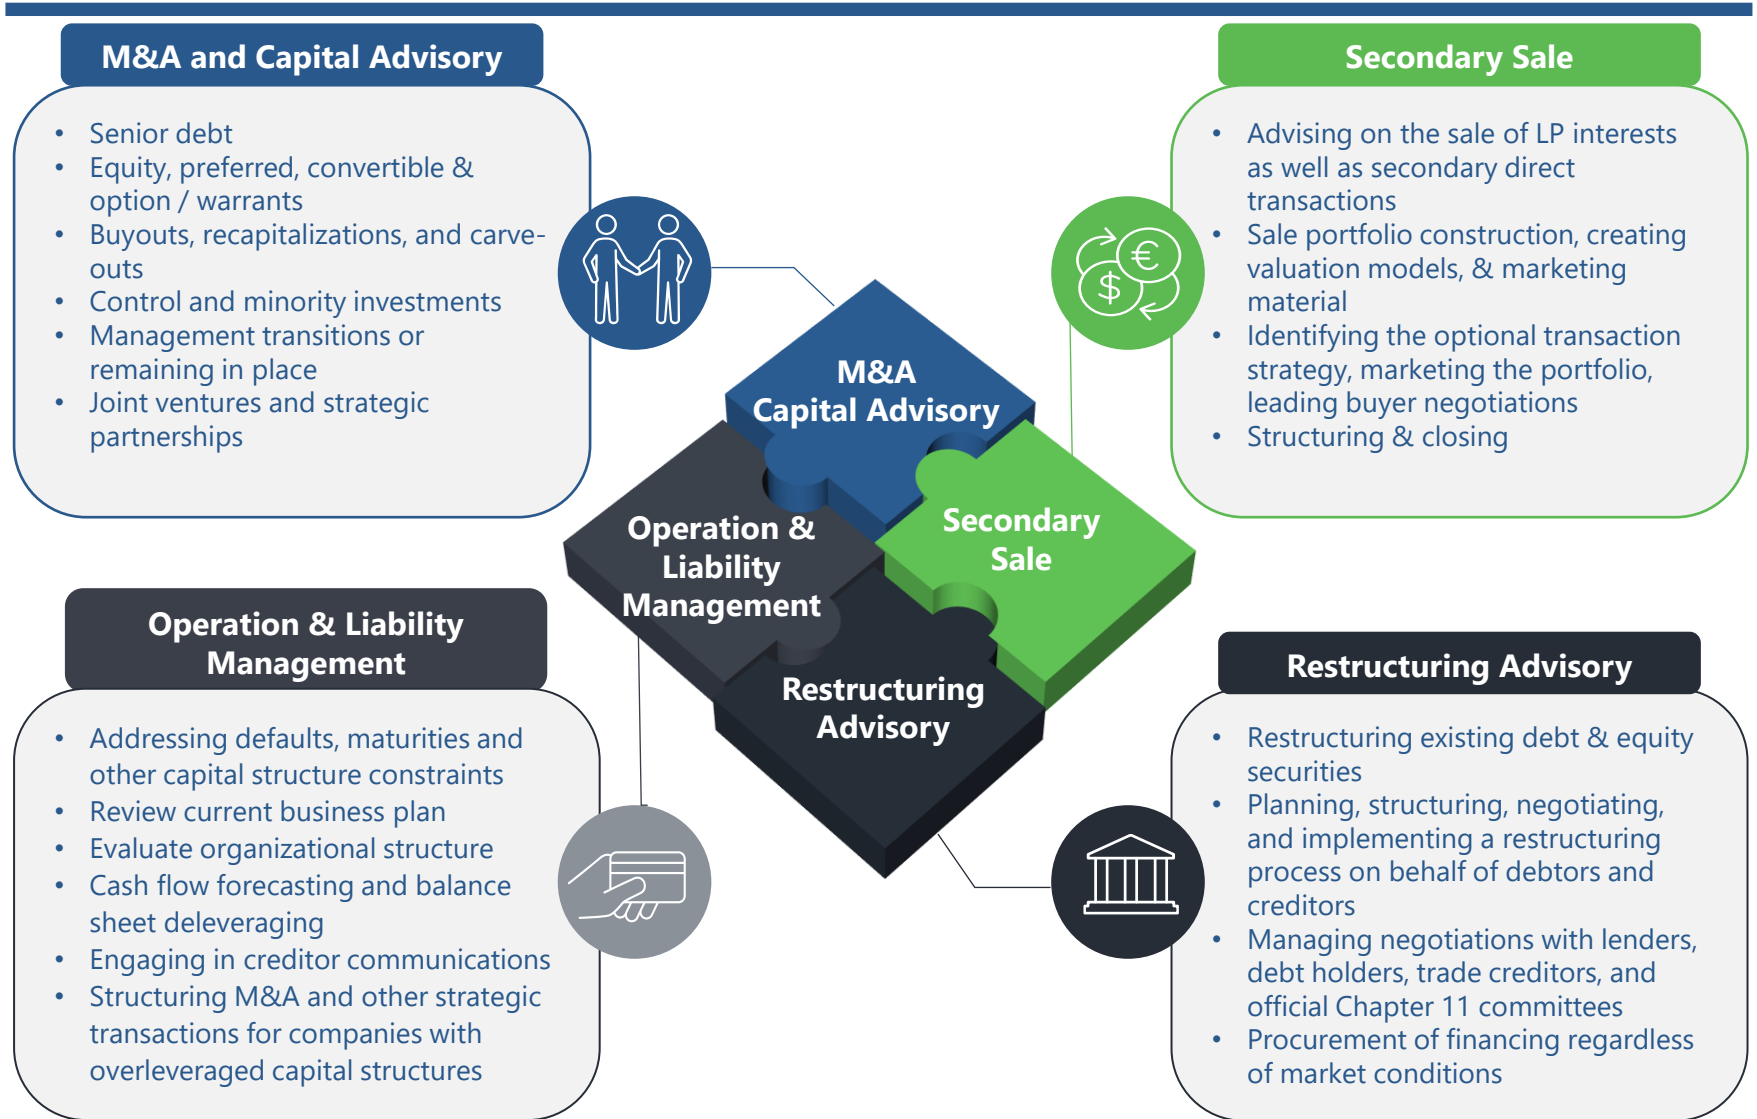 M&A and Capital Advisory
• Senior debt
• Equity, preferred, convertible &
option / warrants
• Buyouts, recapitalizations, and carve-
outs
• Control and minority investments
• Management transitions or
remaining in place
• Joint ventures and strategic
partnerships
Secondary Sale
• Advising on the sale of LP interests
as well as secondary direct
transactions
• Sale portfolio construction, creating
valuation models, & marketing
material
• Identifying the optional transaction
strategy, marketing the portfolio,
leading buyer negotiations
• Structuring & closing
€
$
M&A
Capital Advisory
Operation &
Liability
Management
Secondary
Sale
Restructuring
Advisory
Operation & Liability
Management
• Addressing defaults, maturities and
other capital structure constraints
• Review current business plan
• Evaluate organizational structure
• Cash flow forecasting and balance
sheet deleveraging
• Engaging in creditor communications
• Structuring M&A and other strategic
transactions for companies with
overleveraged capital structures
Restructuring Advisory
• Restructuring existing debt & equity
securities
• Planning, structuring, negotiating,
and implementing a restructuring
process on behalf of debtors and
creditors
• Managing negotiations with lenders,
debt holders, trade creditors, and
official Chapter 11 committees
• Procurement of financing regardless
of market conditions